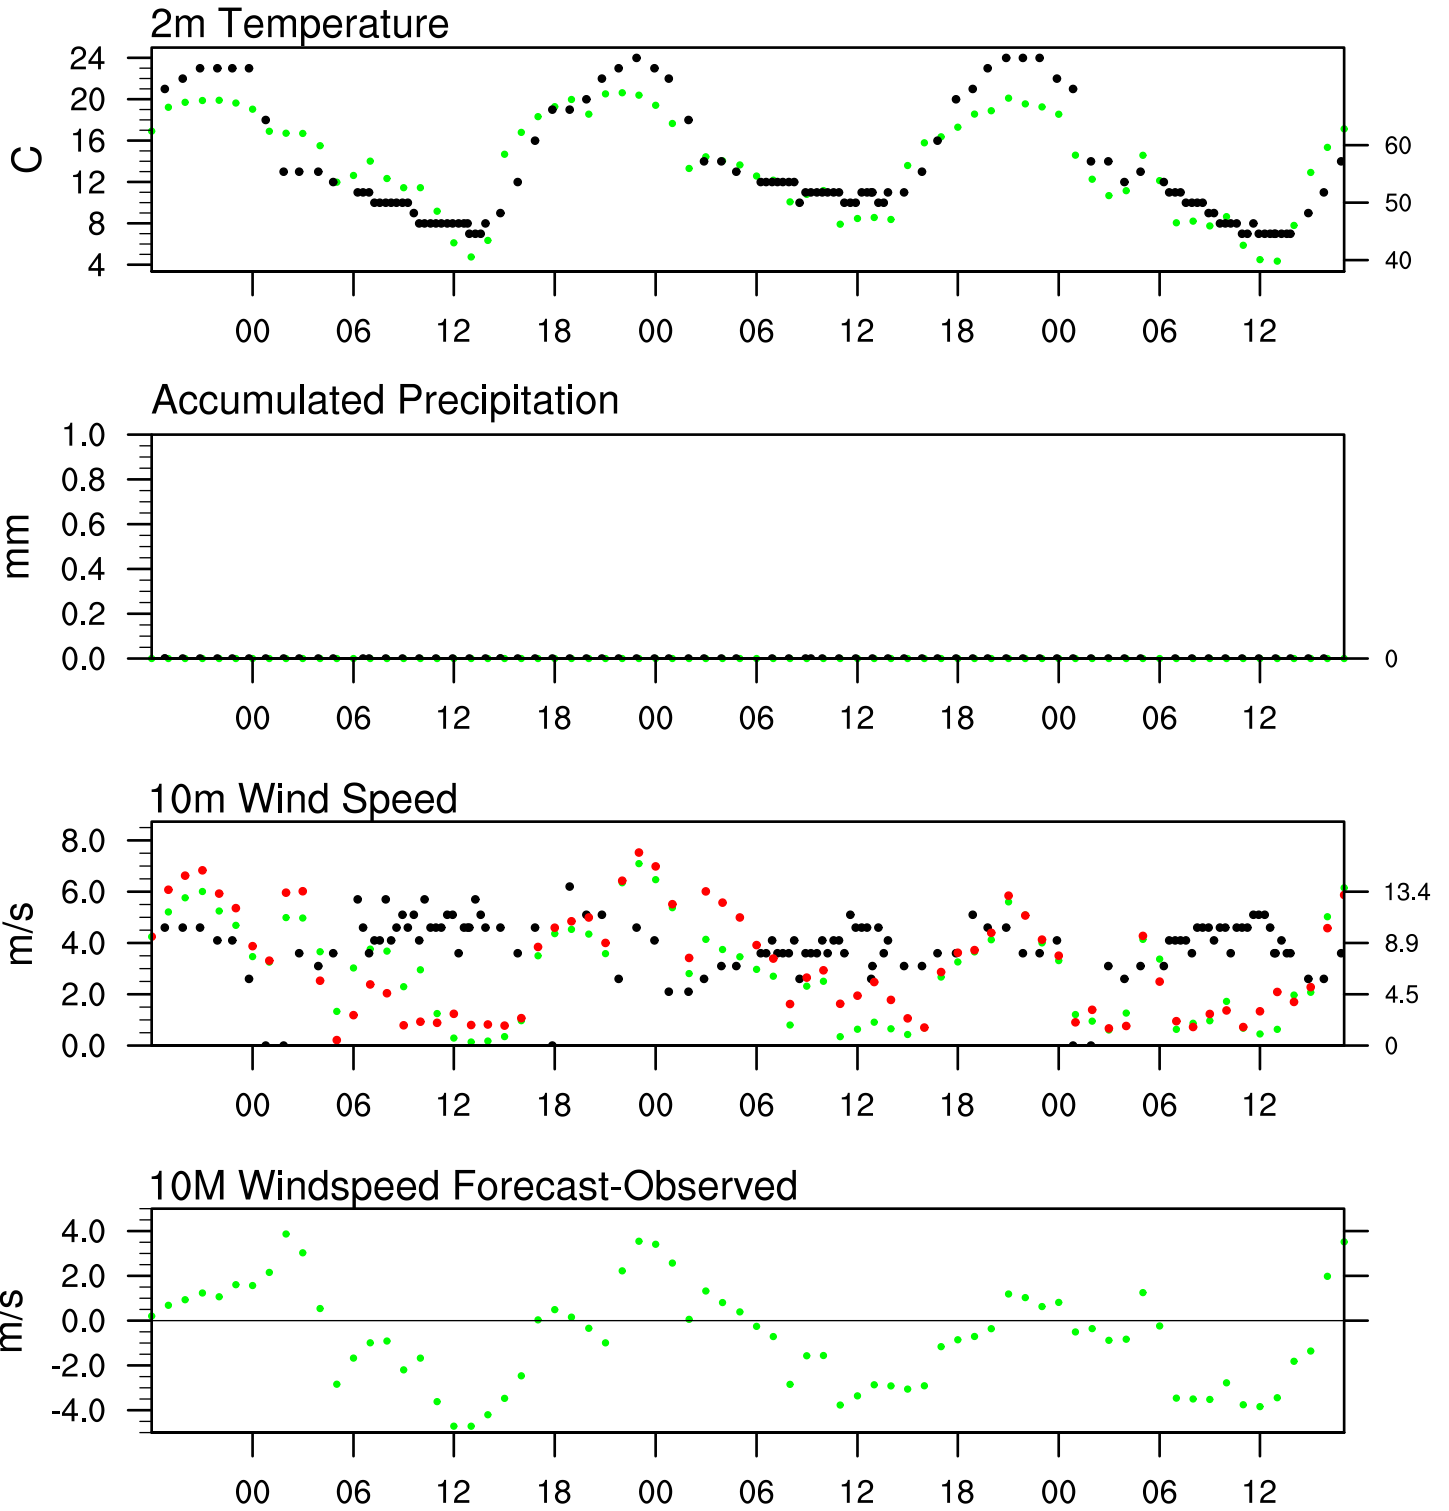 2m Temperature
24
20
16
12
8
4
C
60
50
40
00 06 12 18 00 06 12 18 00 06 12
Accumulated Precipitation
1.0
0.8
0.6
0.4
0.2
0.0
mm
0
00 06 12 18 00 06 12 18 00 06 12
10m Wind Speed
8.0
6.0
4.0
2.0
0.0
m/s
13.4
8.9
4.5
0
00 06 12 18 00 06 12 18 00 06 12
10M Windspeed Forecast-Observed
4.0
2.0
0.0
-2.0
-4.0
m/s
00 06 12 18 00 06 12 18 00 06 12